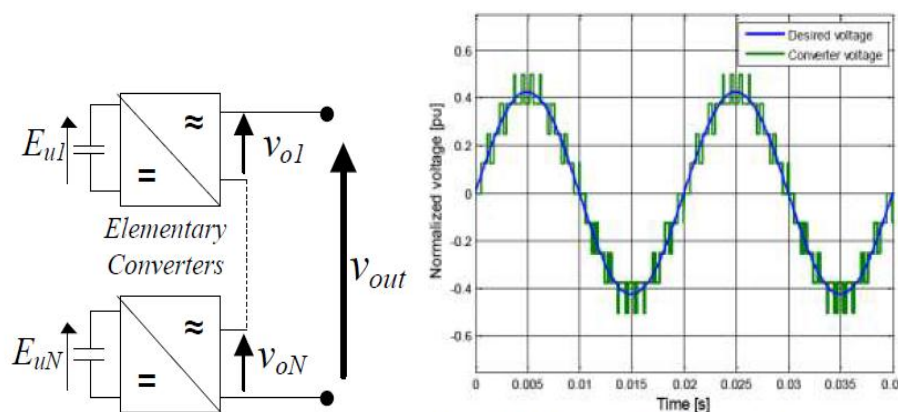 E_u1
≈
=
v_o1
Elementary
Converters
v_out
E_uN
≈
=
v_oN
Desired voltage
Converter voltage
Normalized voltage [pu]
0.6
0.4
0.2
0
-0.2
-0.4
-0.6
0 0.005 0.01 0.015 0.02 0.025 0.03 0.035 0.0
Time [s]